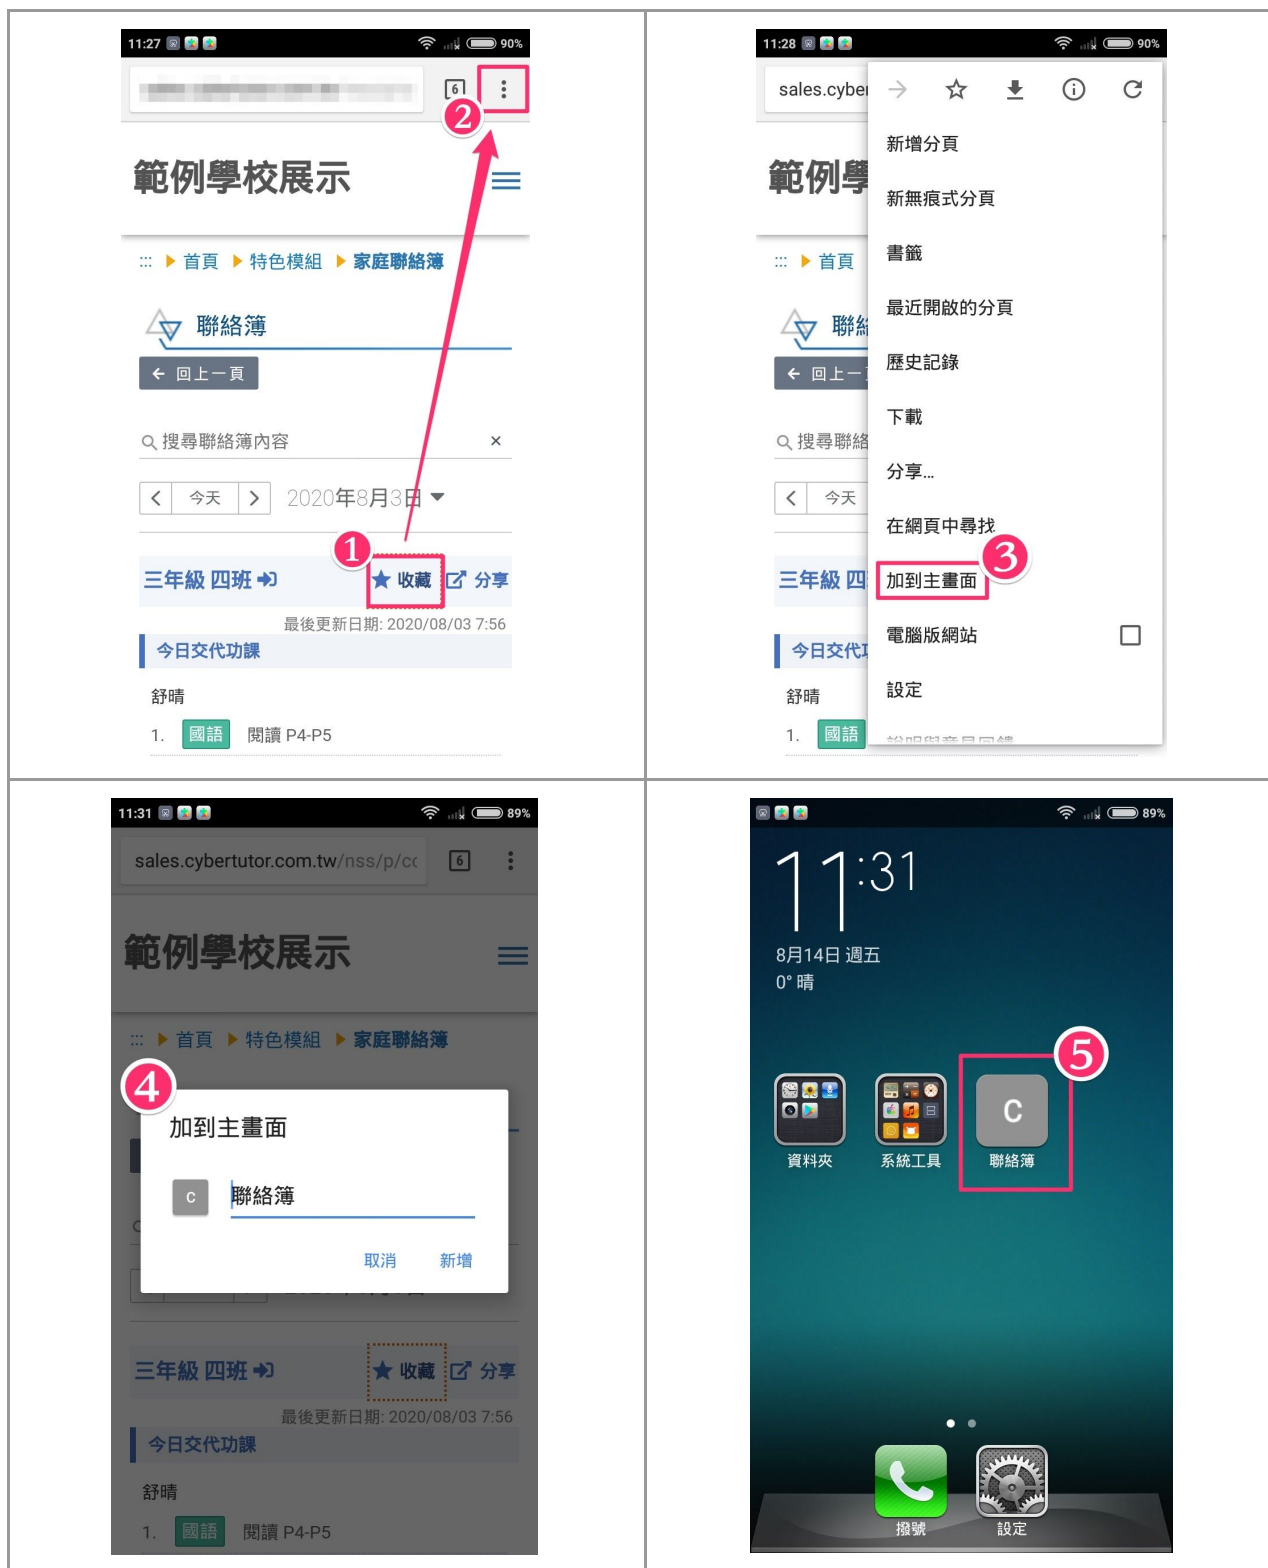 11:27 90%
6
2
範例學校展示
::: 首頁 特色模組 家庭聯絡簿
聯絡簿
回上一頁
搜尋聯絡簿內容 ×
< 今天 > 2020年8月3日
1
三年級 四班 收藏 分享
最後更新日期: 2020/08/03 7:56
今日交代功課
舒晴
1. 國語 閱讀 P4-P5
11:28 90%
sales.cyber
新增分頁
範例學
新無痕式分頁
::: 首頁
書籤
最近開啟的分頁
聯絡
歷史記錄
回上一頁
下載
搜尋聯絡
分享...
< 今天
在網頁中尋找
3
三年級 四
加到主畫面
電腦版網站
今日交代功
舒晴
設定
1. 國語
說明與意見回饋
11:31 89%
sales.cybertutor.com.tw/nss/p/cc 6
範例學校展示
::: 首頁 特色模組 家庭聯絡簿
4
加到主畫面
C 聯絡簿
取消 新增
三年級 四班 收藏 分享
最後更新日期: 2020/08/03 7:56
今日交代功課
舒晴
1. 國語 閱讀 P4-P5
89%
11:31
8月14日 週五
0° 晴
5
C
資料夾 系統工具 聯絡簿
撥號 設定